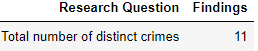 Research Question Findings
Total number of distinct crimes 11